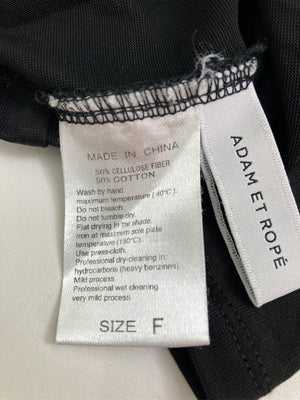 MADE IN CHINA
50% CELLULOSE FIBER
50% COTTON
Wash by hand
maximum temperature ( 40°C ).
Do not bleach.
Do not tumble dry.
Flat drying in the shade.
Iron at maximum sole plate
temperature (150°C).
Use press-cloth.
Professional dry-cleaning in:
hydrocarbons (heavy benzines).
Mild process
Professional wet cleaning
very mild process.
SIZE F
ADAM ET ROPÉ